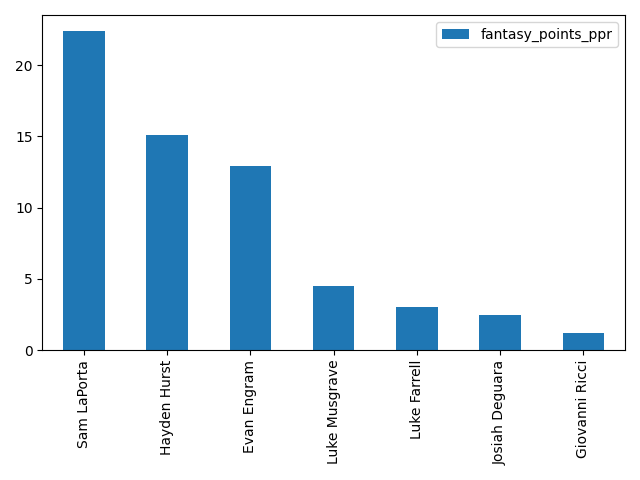 fantasy_points_ppr
20
15
10
5
0
Sam LaPorta
Hayden Hurst
Evan Engram
Luke Musgrave
Luke Farrell
Josiah Deguara
Giovanni Ricci